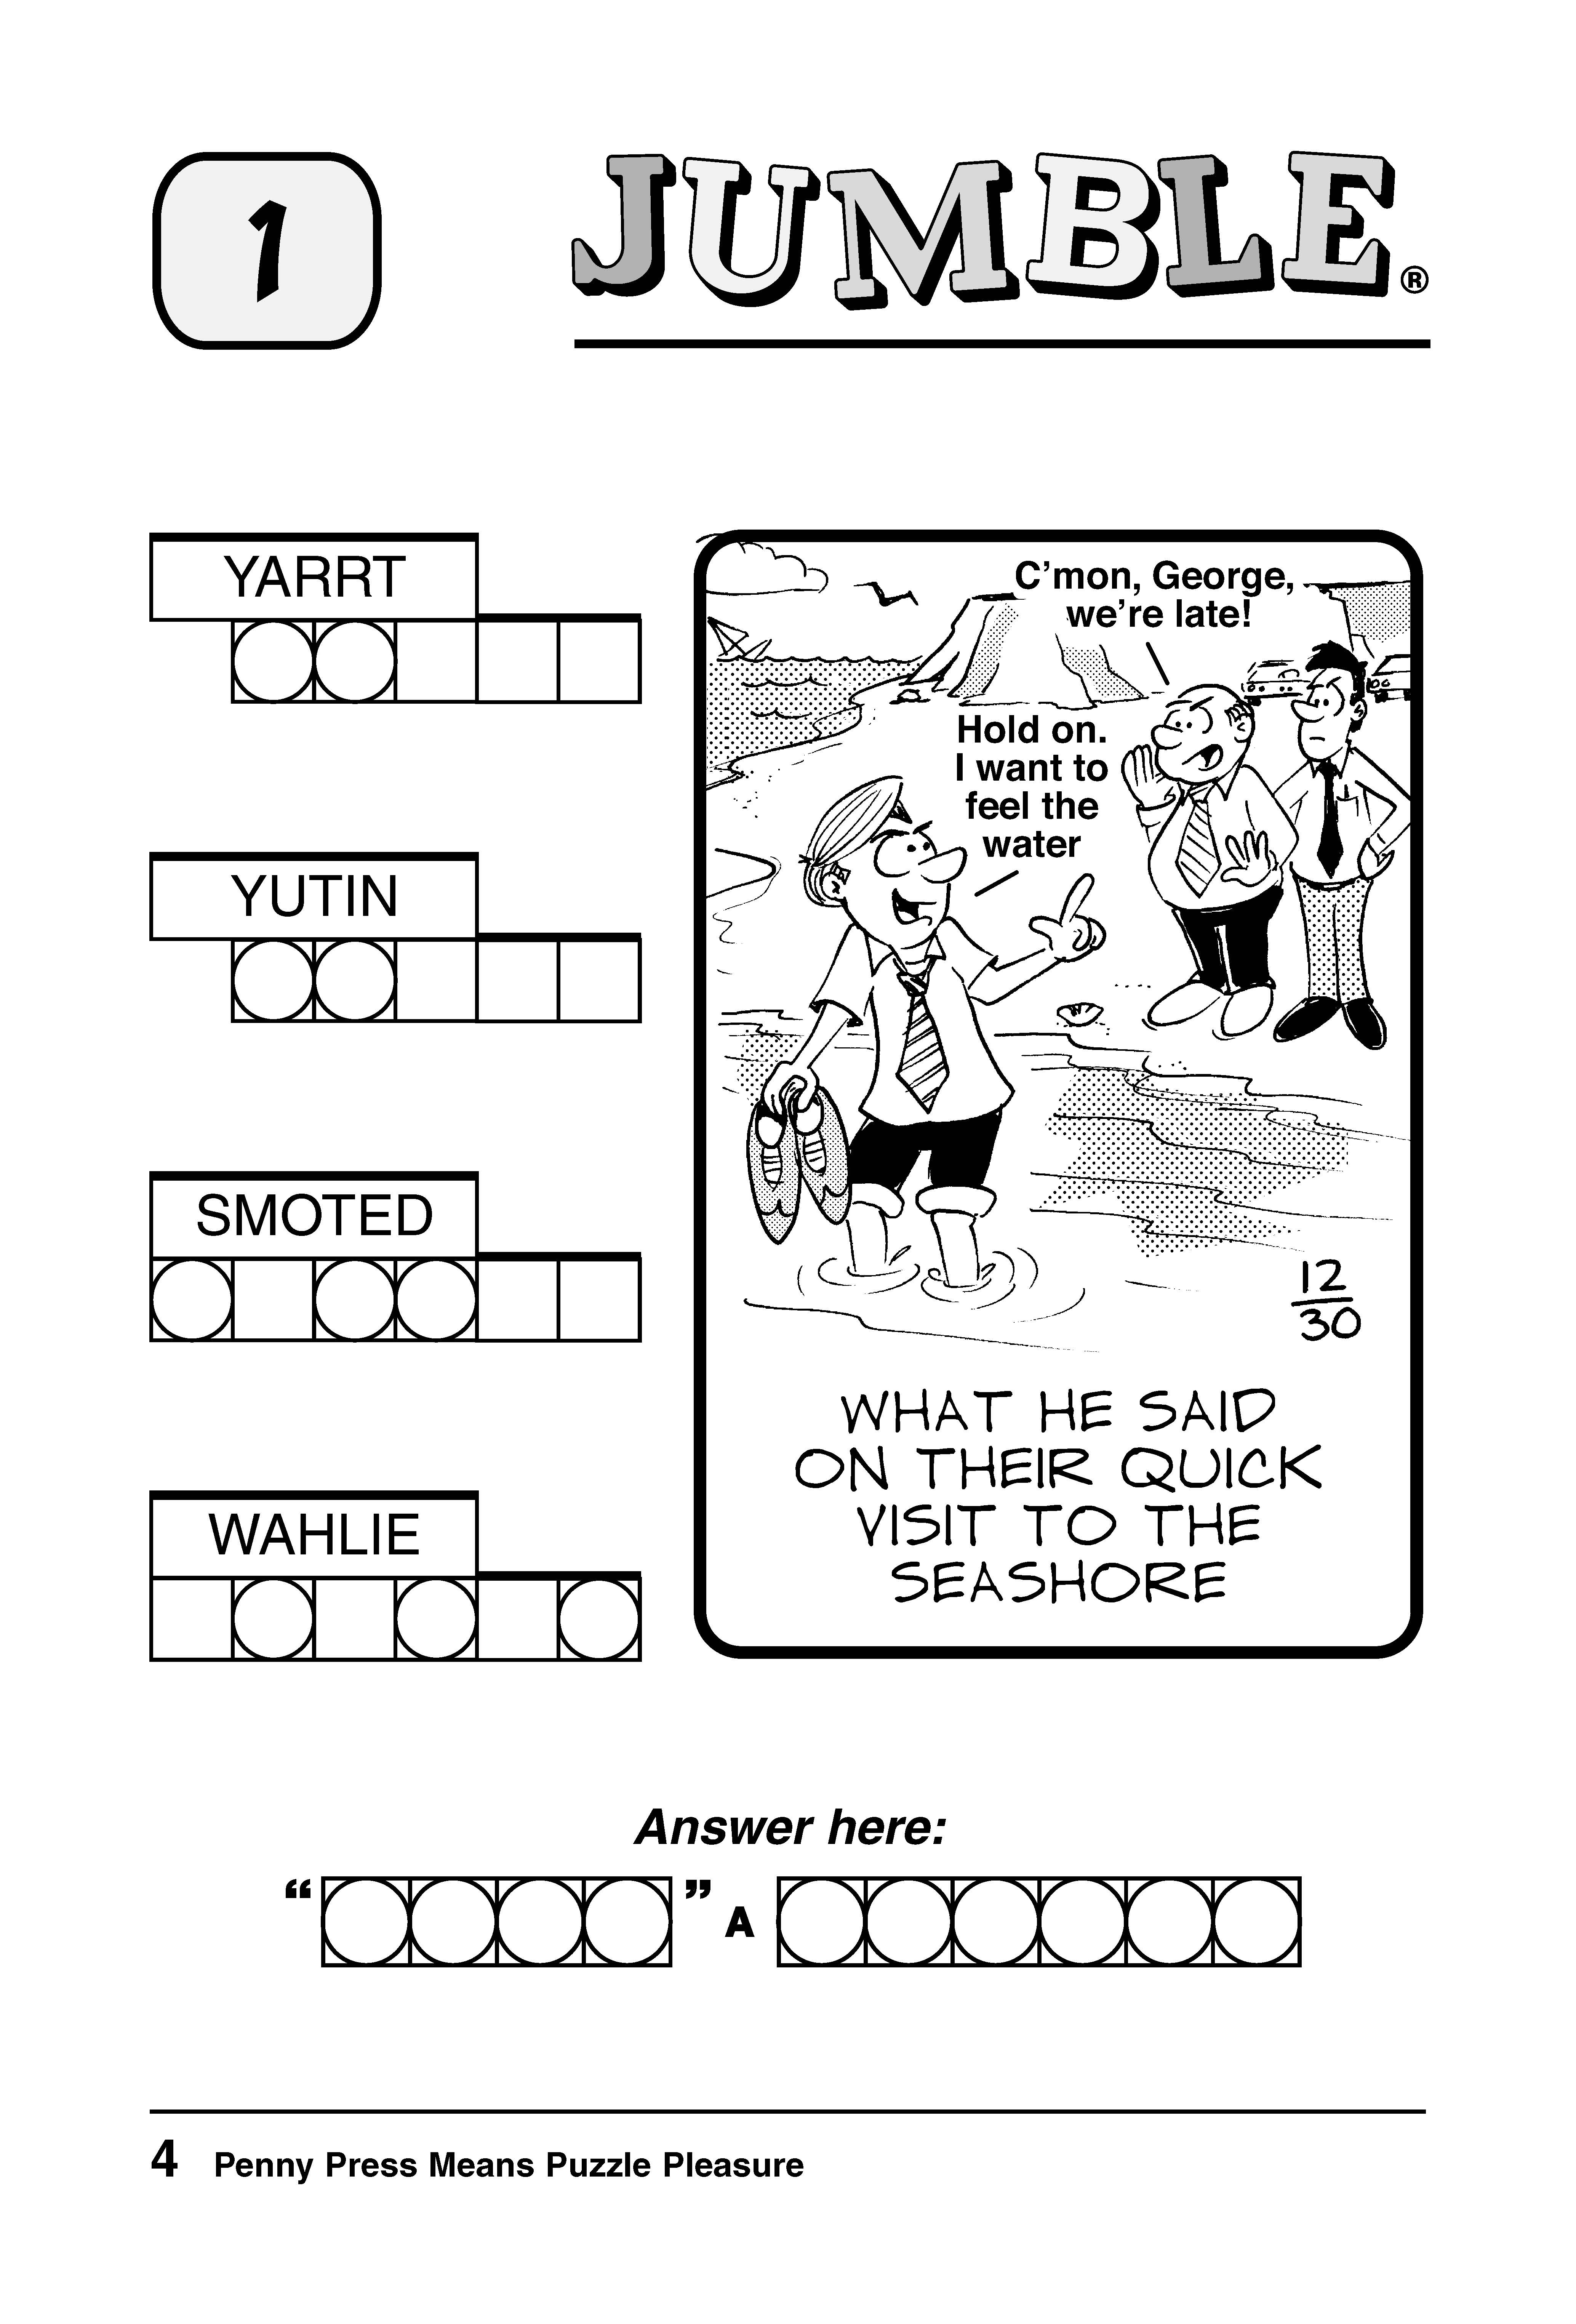 1
JUMBLE®
YARRT
YUTIN
SMOTED
WAHLIE
C’mon, George,
we’re late!
Hold on.
I want to
feel the
water
12
30
WHAT HE SAID
ON THEIR QUICK
VISIT TO THE
SEASHORE
Answer here:
“ ” A
4 Penny Press Means Puzzle Pleasure